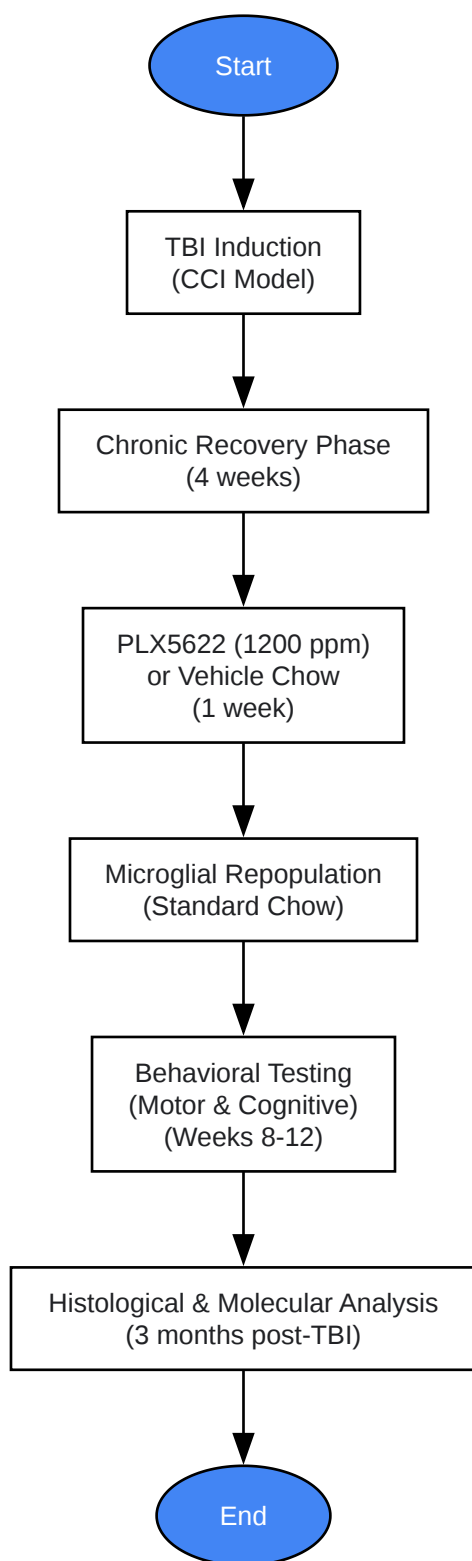 Start
TBI Induction
(CCI Model)
Chronic Recovery Phase
(4 weeks)
PLX5622 (1200 ppm)
or Vehicle Chow
(1 week)
Microglial Repopulation
(Standard Chow)
Behavioral Testing
(Motor & Cognitive)
(Weeks 8-12)
Histological & Molecular Analysis
(3 months post-TBI)
End